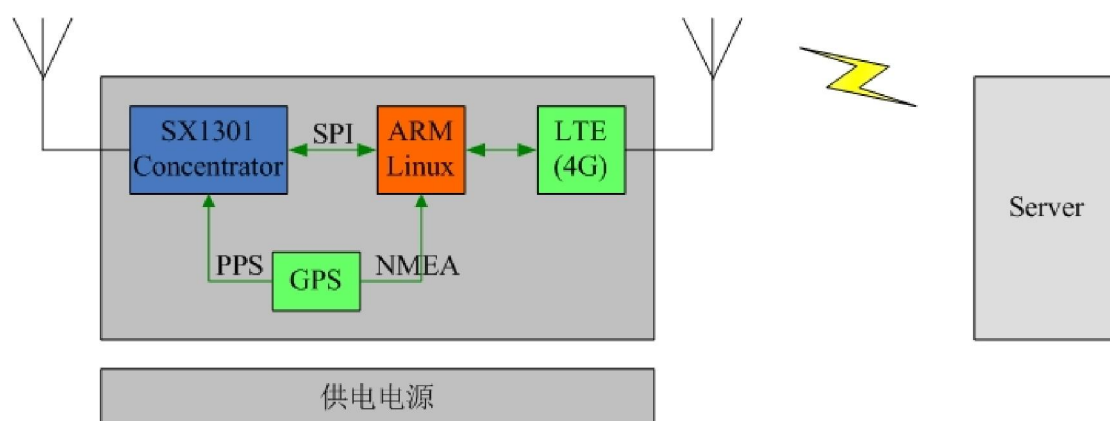 SX1301
Concentrator
SPI
ARM
Linux
LTE
(4G)
Server
PPS
GPS
NMEA
供电电源